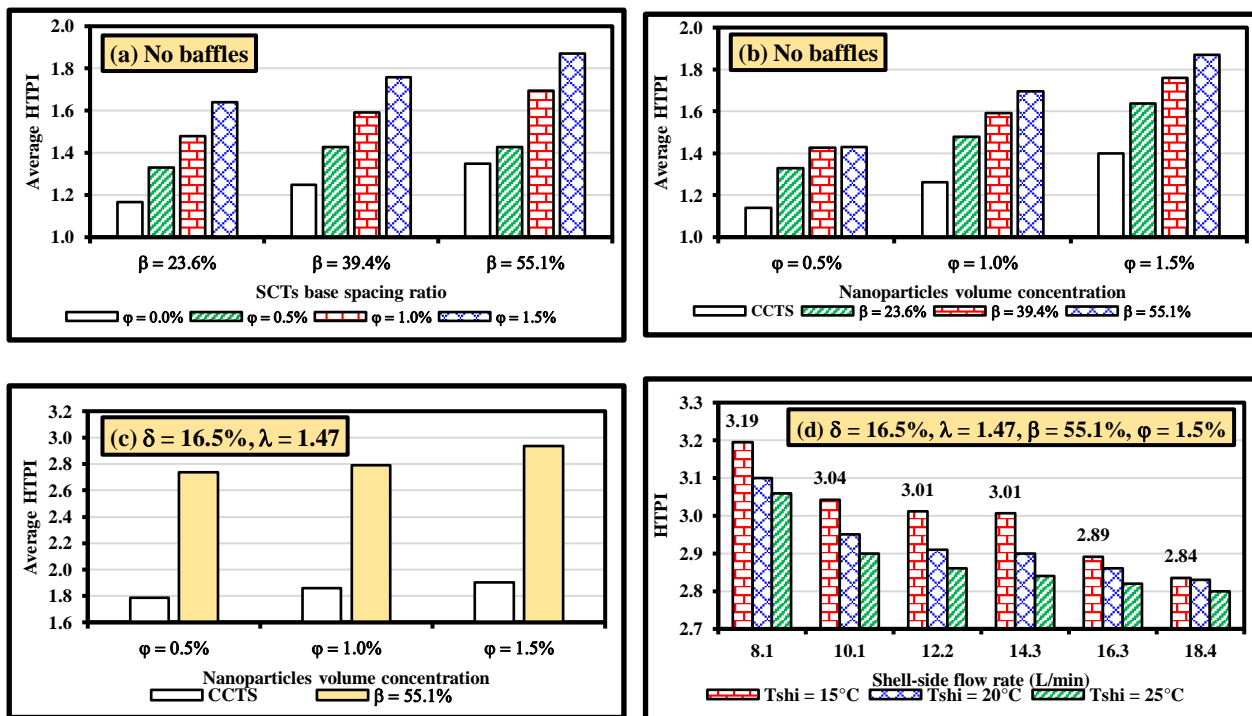 (a) No baffles
Average HTPI
2.0
1.8
1.6
1.4
1.2
1.0
β = 23.6%
β = 39.4%
β = 55.1%
SCTs base spacing ratio
φ = 0.0%
φ = 0.5%
φ = 1.0%
φ = 1.5%
(b) No baffles
Average HTPI
2.0
1.8
1.6
1.4
1.2
1.0
φ = 0.5%
φ = 1.0%
φ = 1.5%
Nanoparticles volume concentration
CCTS
β = 23.6%
β = 39.4%
β = 55.1%
(c) δ = 16.5%, λ = 1.47
Average HTPI
3.2
3.0
2.8
2.6
2.4
2.2
2.0
1.8
1.6
φ = 0.5%
φ = 1.0%
φ = 1.5%
Nanoparticles volume concentration
CCTS
β = 55.1%
(d) δ = 16.5%, λ = 1.47, β = 55.1%, φ = 1.5%
HTPI
3.3
3.2
3.1
3.0
2.9
2.8
2.7
3.19
3.04
3.01
3.01
2.89
2.84
8.1
10.1
12.2
14.3
16.3
18.4
Shell-side flow rate (L/min)
Tshi = 15°C
Tshi = 20°C
Tshi = 25°C